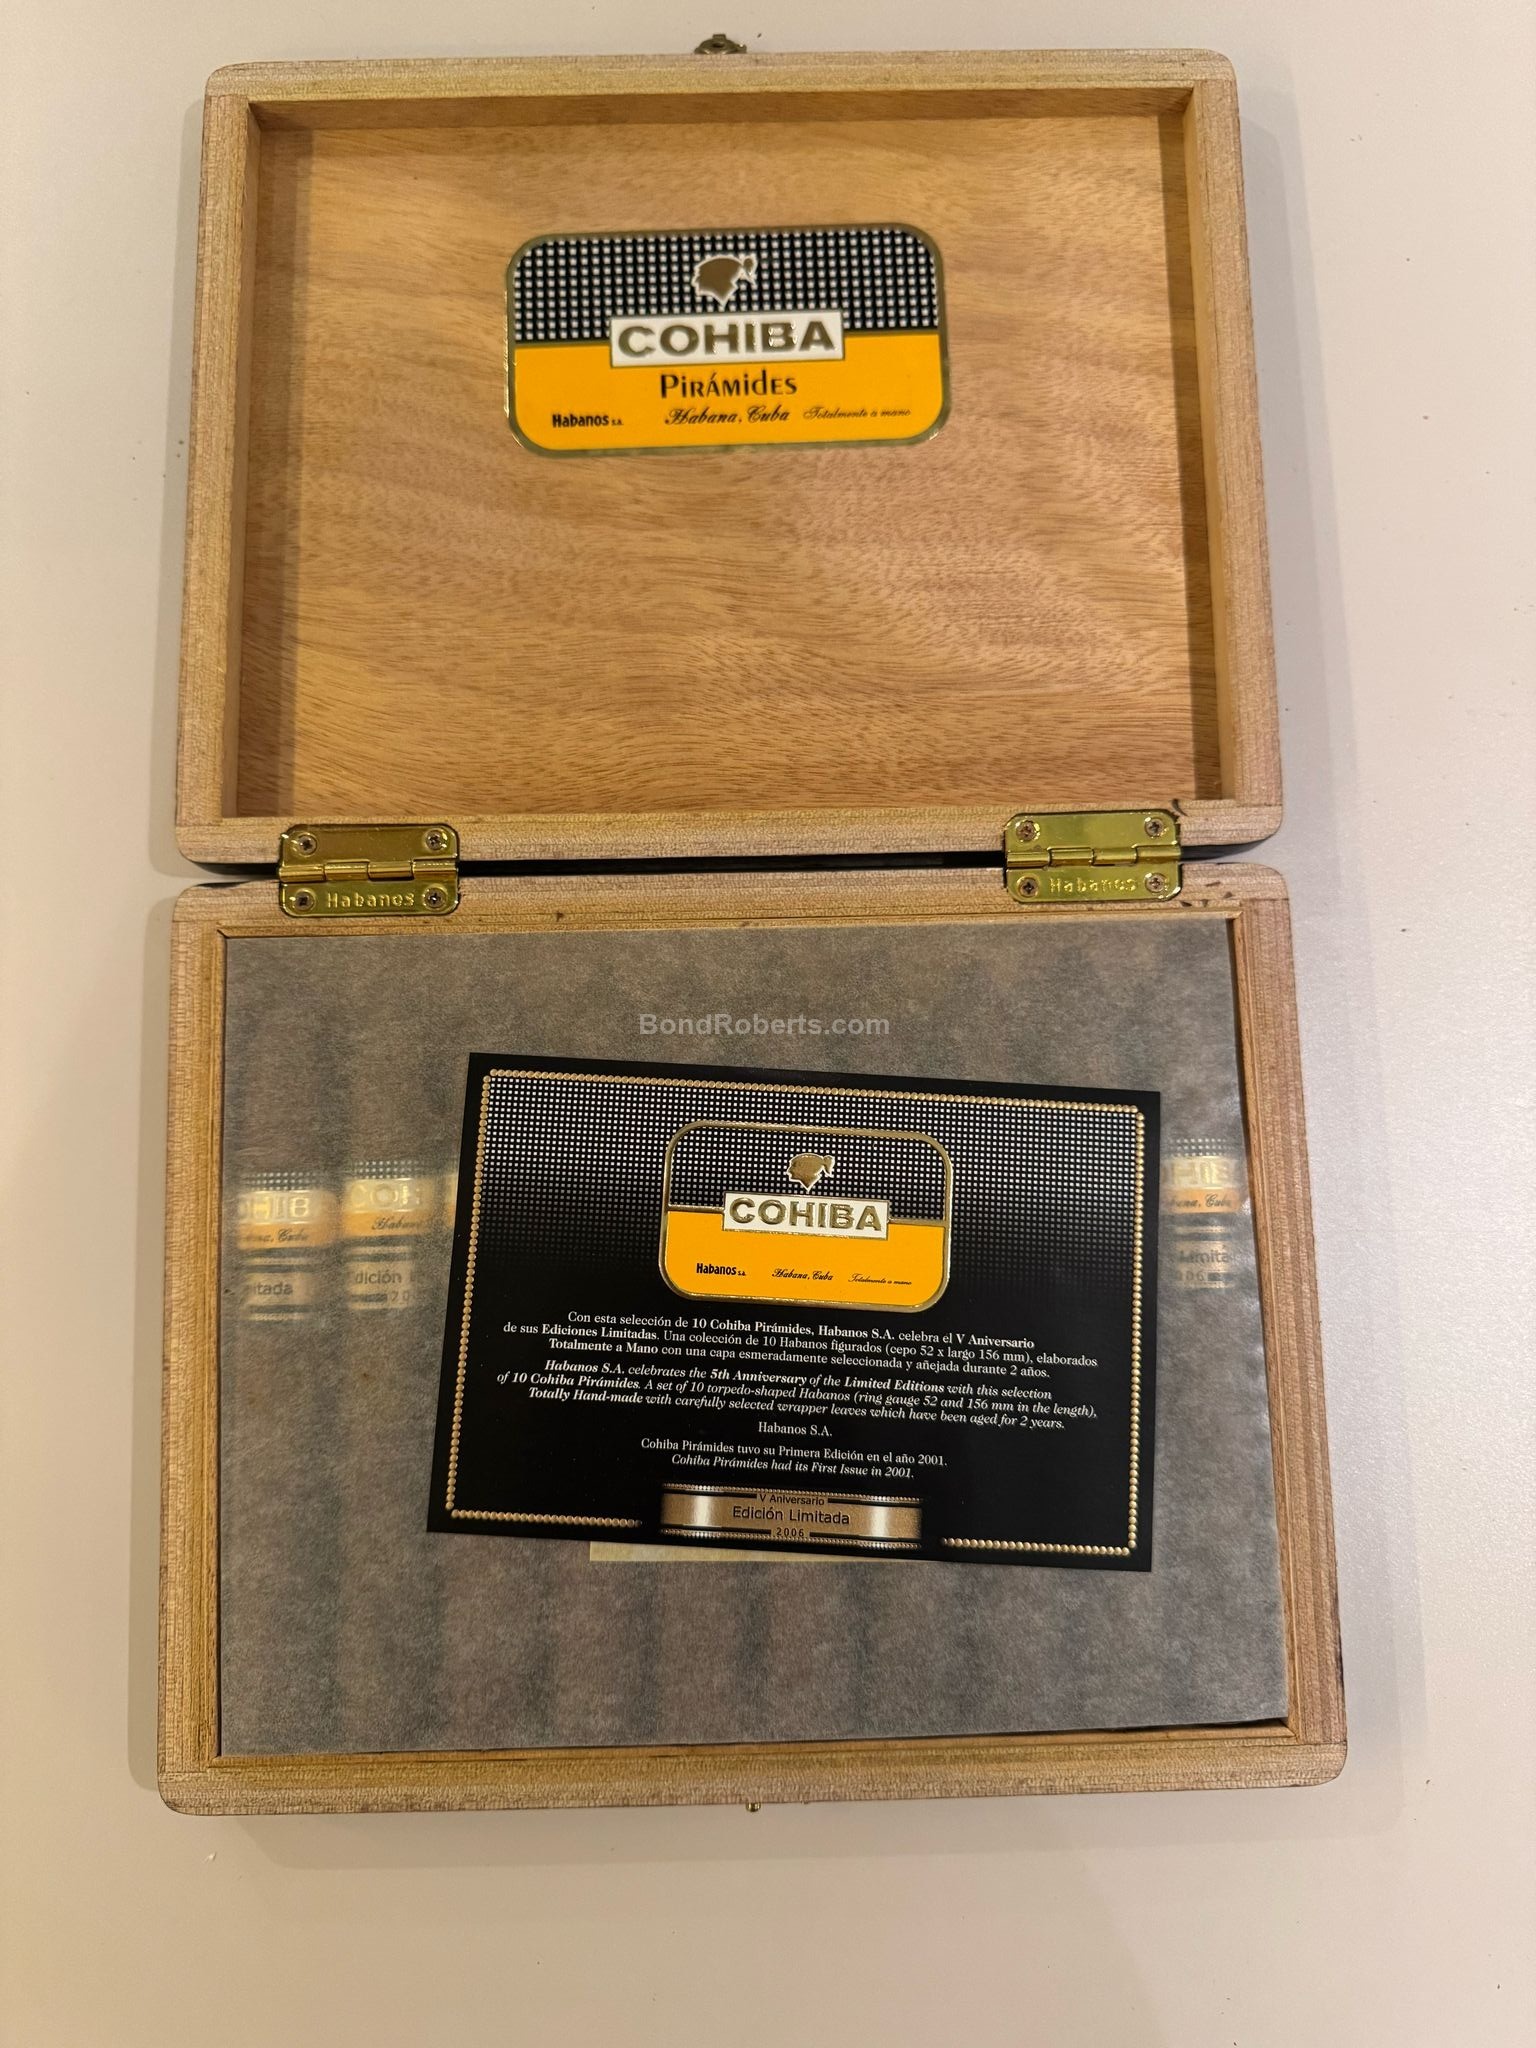 COHIBA
Pirámides
Habanos s.a.
Habana, Cuba
Totalmente a mano
Habanos
Habanos
BondRoberts.com
COHIBA
Habanos s.a.
Habana, Cuba
Totalmente a mano
Con esta selección de 10 Cohiba Pirámides, Habanos S.A. celebra el V Aniversario
de sus Ediciones Limitadas. Una colección de 10 Habanos figurados (cepo 52 x largo 156 mm), elaborados
Totalmente a Mano con una capa esmeradamente seleccionada y añejada durante 2 años.
Habanos S.A. celebrates the 5th Anniversary of the Limited Editions with this selection
of 10 Cohiba Pirámides. A set of 10 torpedo-shaped Habanos (ring gauge 52 and 156 mm in the length),
Totally Hand-made with carefully selected wrapper leaves which have been aged for 2 years.
Habanos S.A.
Cohiba Pirámides tuvo su Primera Edición en el año 2001.
Cohiba Pirámides had its First Issue in 2001.
V Aniversario
Edición Limitada
2006